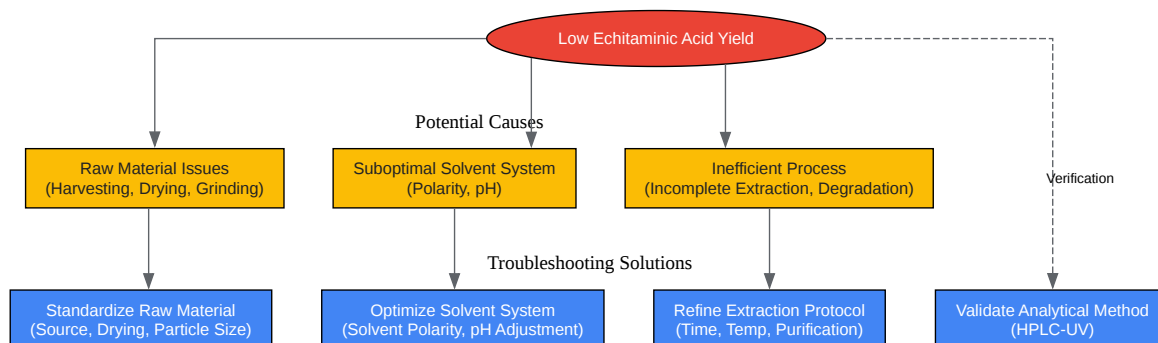 Low Echitaminic Acid Yield
Potential Causes
Raw Material Issues
(Harvesting, Drying, Grinding)
Suboptimal Solvent System
(Polarity, pH)
Inefficient Process
(Incomplete Extraction, Degradation)
Verification
Troubleshooting Solutions
Standardize Raw Material
(Source, Drying, Particle Size)
Optimize Solvent System
(Solvent Polarity, pH Adjustment)
Refine Extraction Protocol
(Time, Temp, Purification)
Validate Analytical Method
(HPLC-UV)